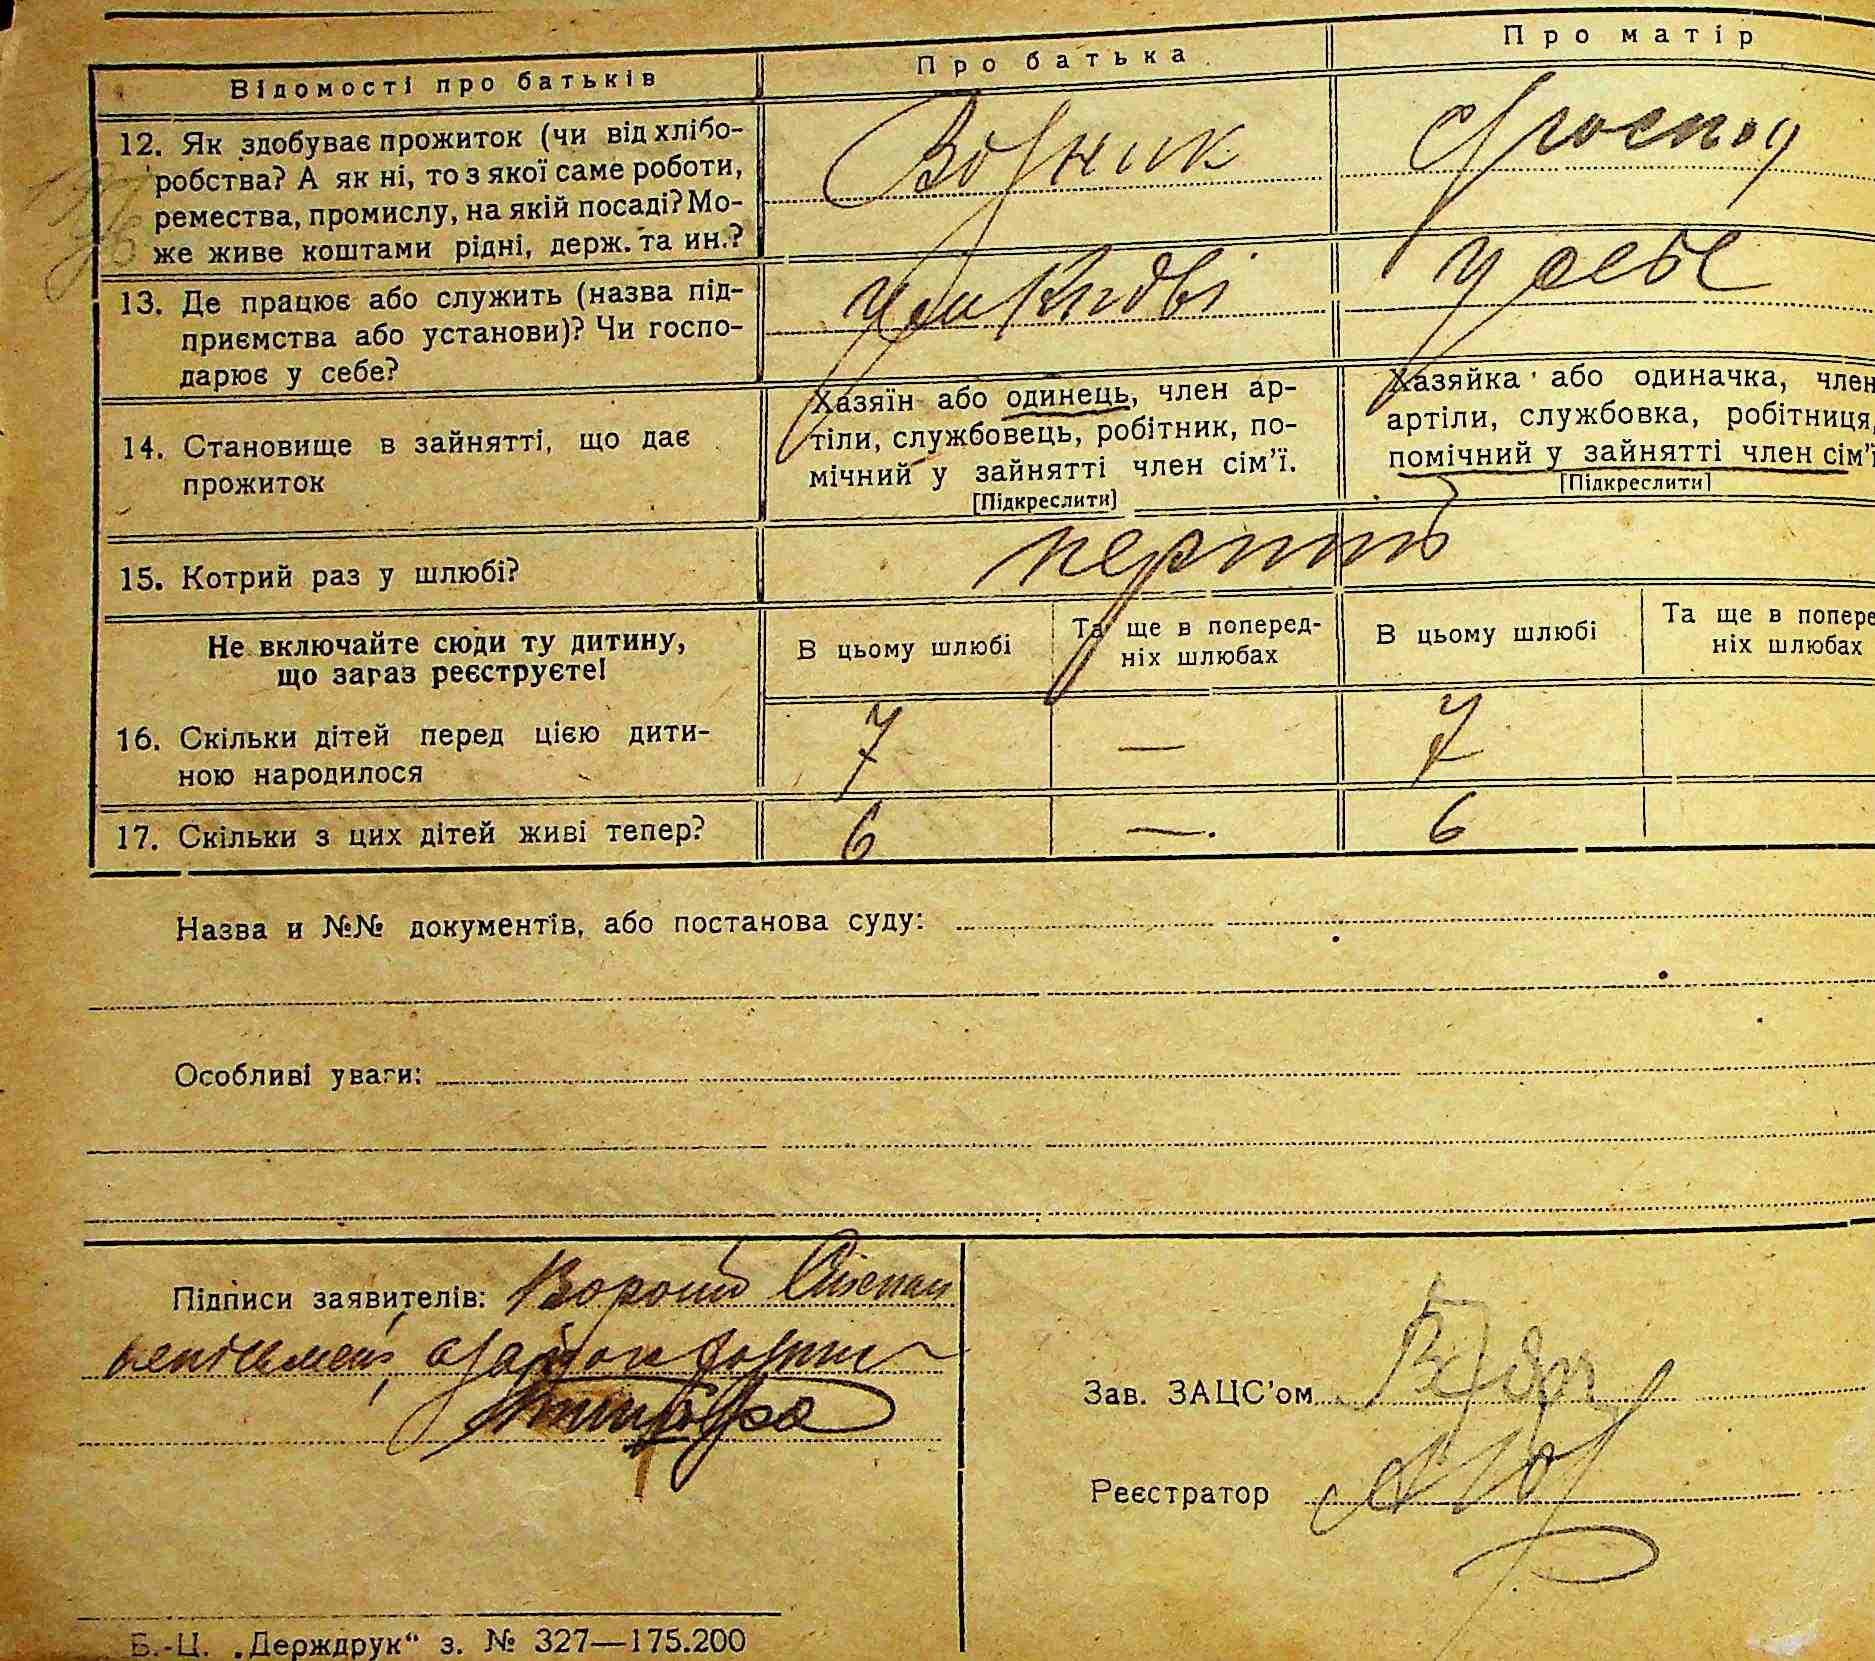 Відомості про батьків
Про батька
Про матір
12. Як здобуває прожиток (чи від хлібо-
робства? А як ні, то з якої саме роботи,
ремества, промислу, на якій посаді? Мо-
же живе коштами рідні, держ. та ин.?
Возник
13. Де працює або служить (назва під-
приємства або установи)? Чи госпо-
дарює у себе?
у себе
14. Становище в зайнятті, що дає
прожиток
Хазяїн або одинець, член ар-
тіли, службовець, робітник, по-
мічний у зайнятті член сім'ї.
[Підкреслити]
Хазяйка або одиначка, член
артіли, службовка, робітниця,
помічний у зайнятті член сім'ї
[Підкреслити]
15. Котрий раз у шлюбі?
перший
Не включайте сюди ту дитину,
що зараз реєструєте!
В цьому шлюбі
Та ще в поперед-
ніх шлюбах
В цьому шлюбі
Та ще в попере
ніх шлюбах
16. Скільки дітей перед цією дити-
ною народилося
7 — 7
17. Скільки з цих дітей живі тепер?
6 — 6
Назва и №№ документів, або постанова суду:
Особливі уваги:
Підписи заявителів:
Степан
Зав. ЗАЦС'ом
Реєстратор
Б.-Ц. „Держдрук“ з. № 327—175.200